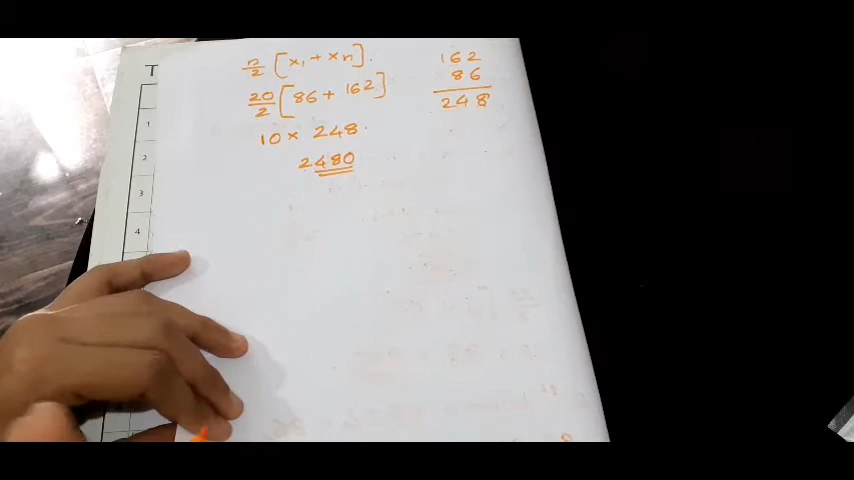 n/2 [x₁ + xn].
20/2 [86 + 162]
10 × 248.
2480
162
86
248
T
1
2
3
4